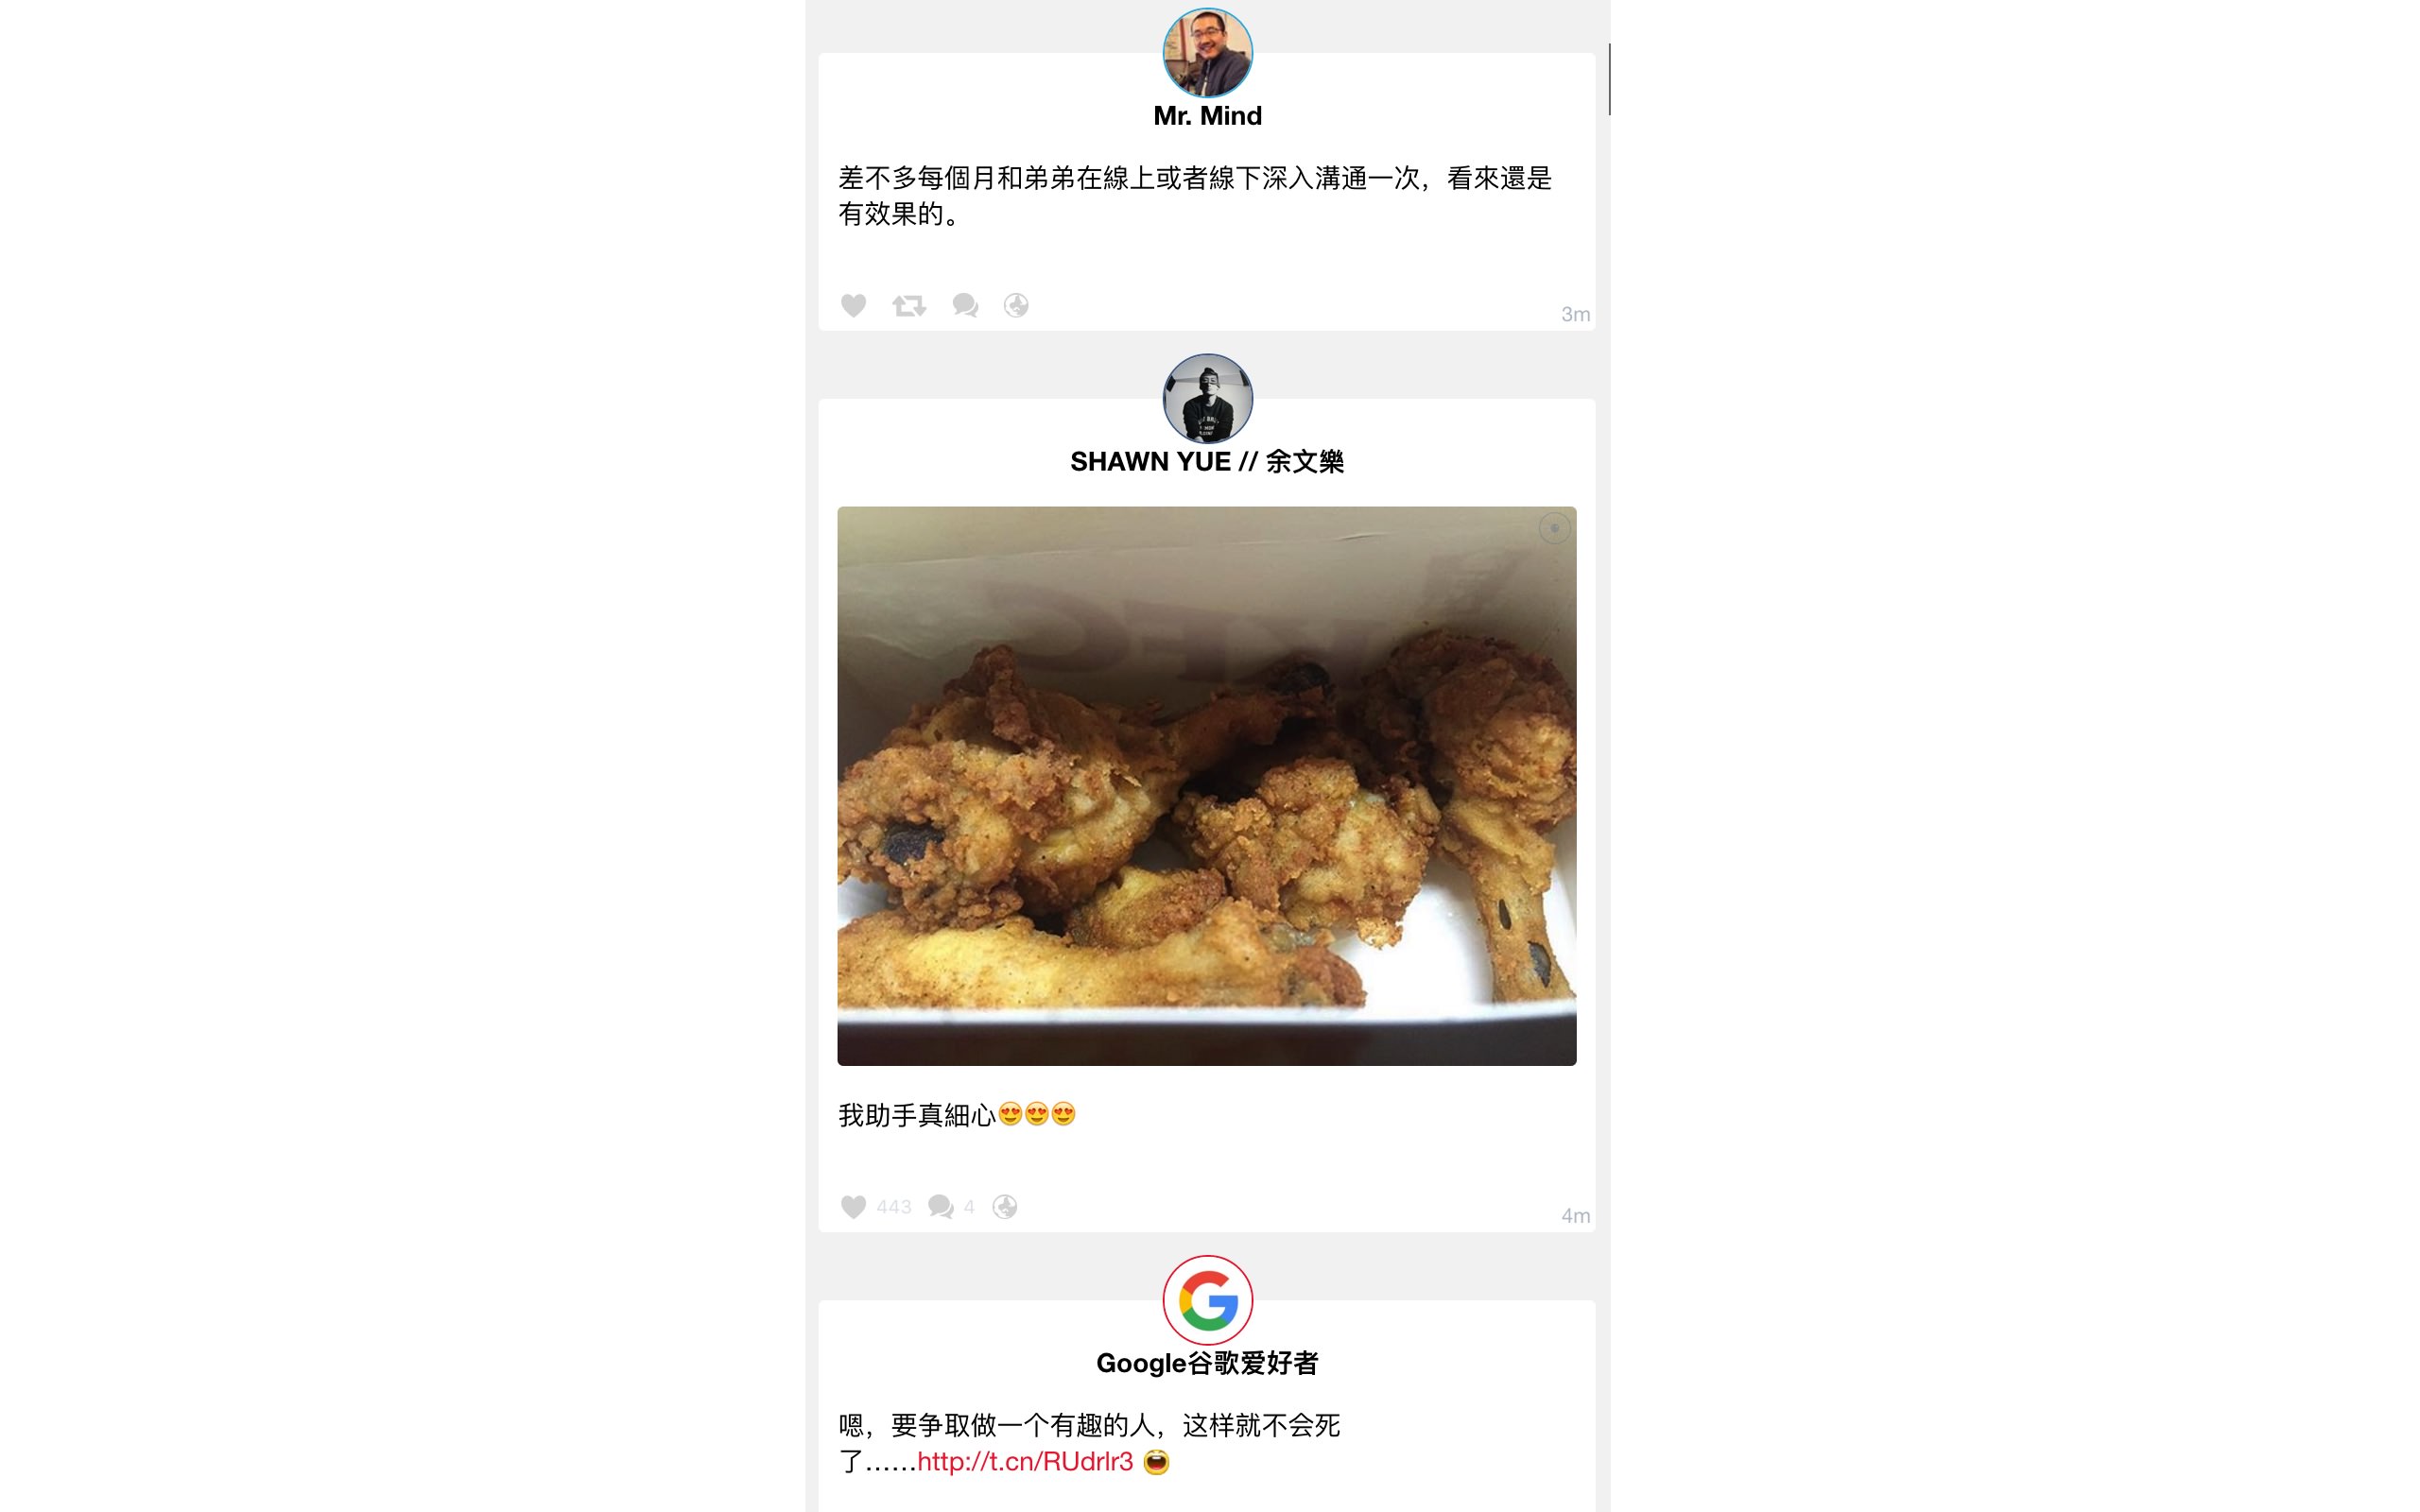 Mr. Mind
差不多每個月和弟弟在線上或者線下深入溝通一次，看來還是
有效果的。
3m
SHAWN YUE // 余文樂
KFC
我助手真細心😍😍😍
443 4
4m
Google谷歌爱好者
嗯，要争取做一个有趣的人，这样就不会死
了……http://t.cn/RUdrlr3 😄